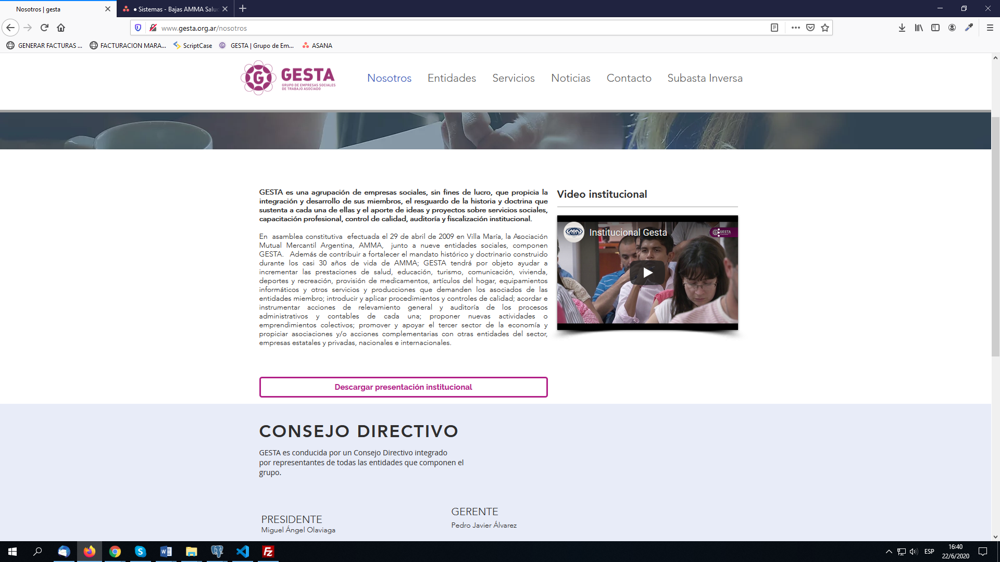 Nosotros | gesta
● Sistemas - Bajas AMMA Salu
www.gesta.org.ar/nosotros
GENERAR FACTURAS ...
FACTURACION MARA...
ScriptCase
GESTA | Grupo de Em...
ASANA
G GESTA
GRUPO DE EMPRESAS SOCIALES
DE TRABAJO ASOCIADO
Nosotros
Entidades
Servicios
Noticias
Contacto
Subasta Inversa
GESTA es una agrupación de empresas sociales, sin fines de lucro, que propicia la
integración y desarrollo de sus miembros, el resguardo de la historia y doctrina que
sustenta a cada una de ellas y el aporte de ideas y proyectos sobre servicios sociales,
capacitación profesional, control de calidad, auditoría y fiscalización institucional.
En asamblea constitutiva efectuada el 29 de abril de 2009 en Villa María, la Asociación
Mutual Mercantil Argentina, AMMA, junto a nueve entidades sociales, componen
GESTA. Además de contribuir a fortalecer el mandato histórico y doctrinario construido
durante los casi 30 años de vida de AMMA; GESTA tendrá por objeto ayudar a
incrementar las prestaciones de salud, educación, turismo, comunicación, vivienda,
deportes y recreación, provisión de medicamentos, artículos del hogar, equipamientos
informáticos y otros servicios y producciones que demanden los asociados de las
entidades miembro; introducir y aplicar procedimientos y controles de calidad; acordar e
instrumentar acciones de relevamiento general y auditoría de los procesos
administrativos y contables de cada una; proponer nuevas actividades o
emprendimientos colectivos; promover y apoyar el tercer sector de la economía y
propiciar asociaciones y/o acciones complementarias con otras entidades del sector,
empresas estatales y privadas, nacionales e internacionales.
Video institucional
Institucional Gesta
GESTA
Descargar presentación institucional
CONSEJO DIRECTIVO
GESTA es conducida por un Consejo Directivo integrado
por representantes de todas las entidades que componen el
grupo.
PRESIDENTE
Miguel Ángel Olaviaga
GERENTE
Pedro Javier Álvarez
ESP
16:40
22/6/2020